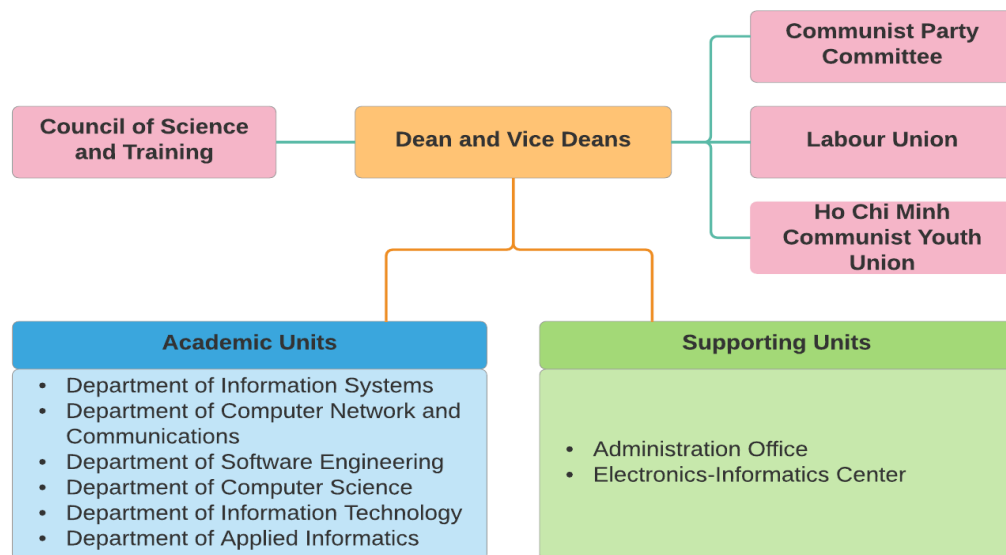 Communist Party
Committee
Council of Science
and Training
Dean and Vice Deans
Labour Union
Ho Chi Minh
Communist Youth
Union
Academic Units
• Department of Information Systems
• Department of Computer Network and
Communications
• Department of Software Engineering
• Department of Computer Science
• Department of Information Technology
• Department of Applied Informatics
Supporting Units
• Administration Office
• Electronics-Informatics Center